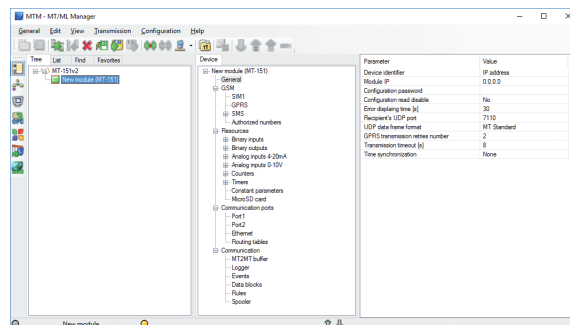 MTM - MT/ML Manager
General Edit View Transmission Configuration Help
Tree List Find Favorites
MT-151v2
New module (MT-151)
Device
New module (MT-151)
General
GSM
SIM1
GPRS
SMS
Authorized numbers
Resources
Binary inputs
Binary outputs
Analog inputs 4-20mA
Analog inputs 0-10V
Counters
Timers
Constant parameters
MicroSD card
Communication ports
Port1
Port2
Ethernet
Routing tables
Communication
MT2MT buffer
Logger
Events
Data blocks
Rules
Spooler
Parameter Value
Device identifier IP address
Module IP 0.0.0.0
Configuration password
Configuration read disable No
Error displaing time [s] 30
Recipient's UDP port 7110
UDP data frame format MT Standard
GPRS transmission retries number 2
Transmission timeout [s] 8
Time synchronization None
New module